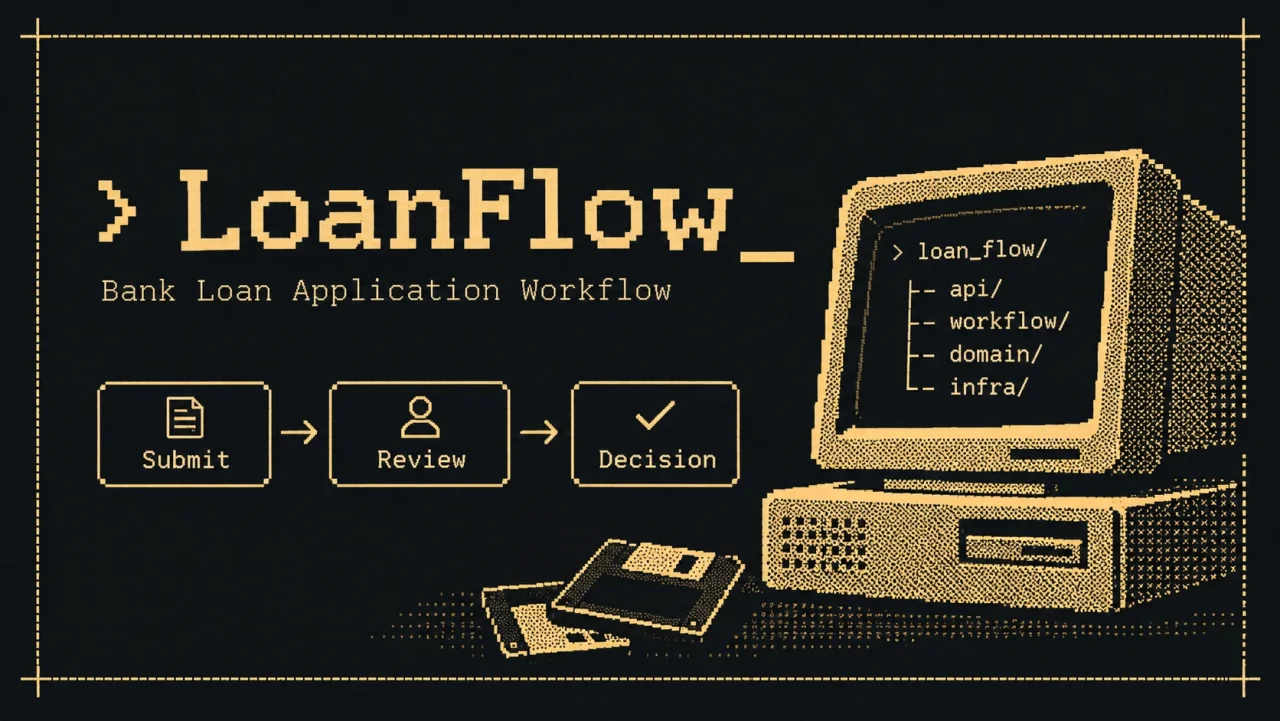 > LoanFlow_
Bank Loan Application Workflow
Submit
Review
Decision
> loan_flow/
├-- api/
├-- workflow/
├-- domain/
└-- infra/